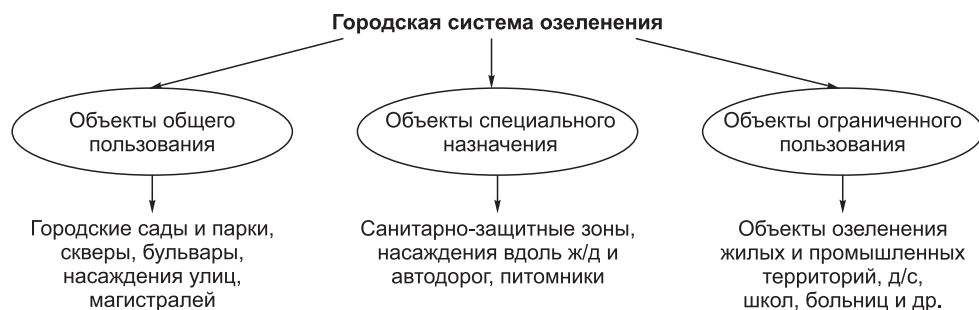 Городская система озеленения
Объекты общего
пользования
Объекты специального
назначения
Объекты ограниченного
пользования
Городские сады и парки,
скверы, бульвары,
насаждения улиц,
магистралей
Санитарно-защитные зоны,
насаждения вдоль ж/д и
автодорог, питомники
Объекты озеленения
жилых и промышленных
территорий, д/с,
школ, больниц и др.